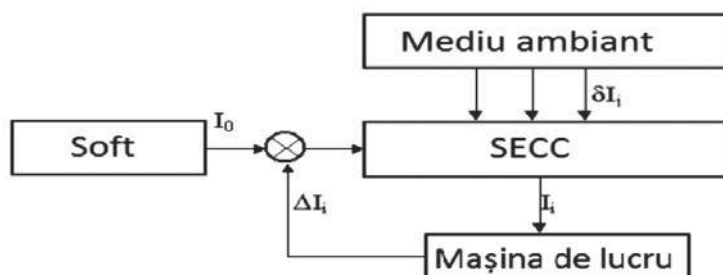 Mediu ambiant
δIᵢ
I₀
Soft
SECC
ΔIᵢ
Iᵢ
Mașina de lucru